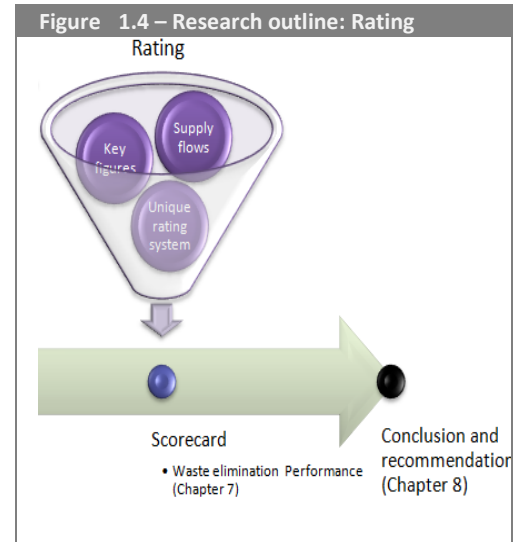 Figure 1.4 – Research outline: Rating
Rating
Supply
flows
Key
figures
Unique
rating
system
Scorecard
• Waste elimination Performance
(Chapter 7)
Conclusion and
recommendation
(Chapter 8)